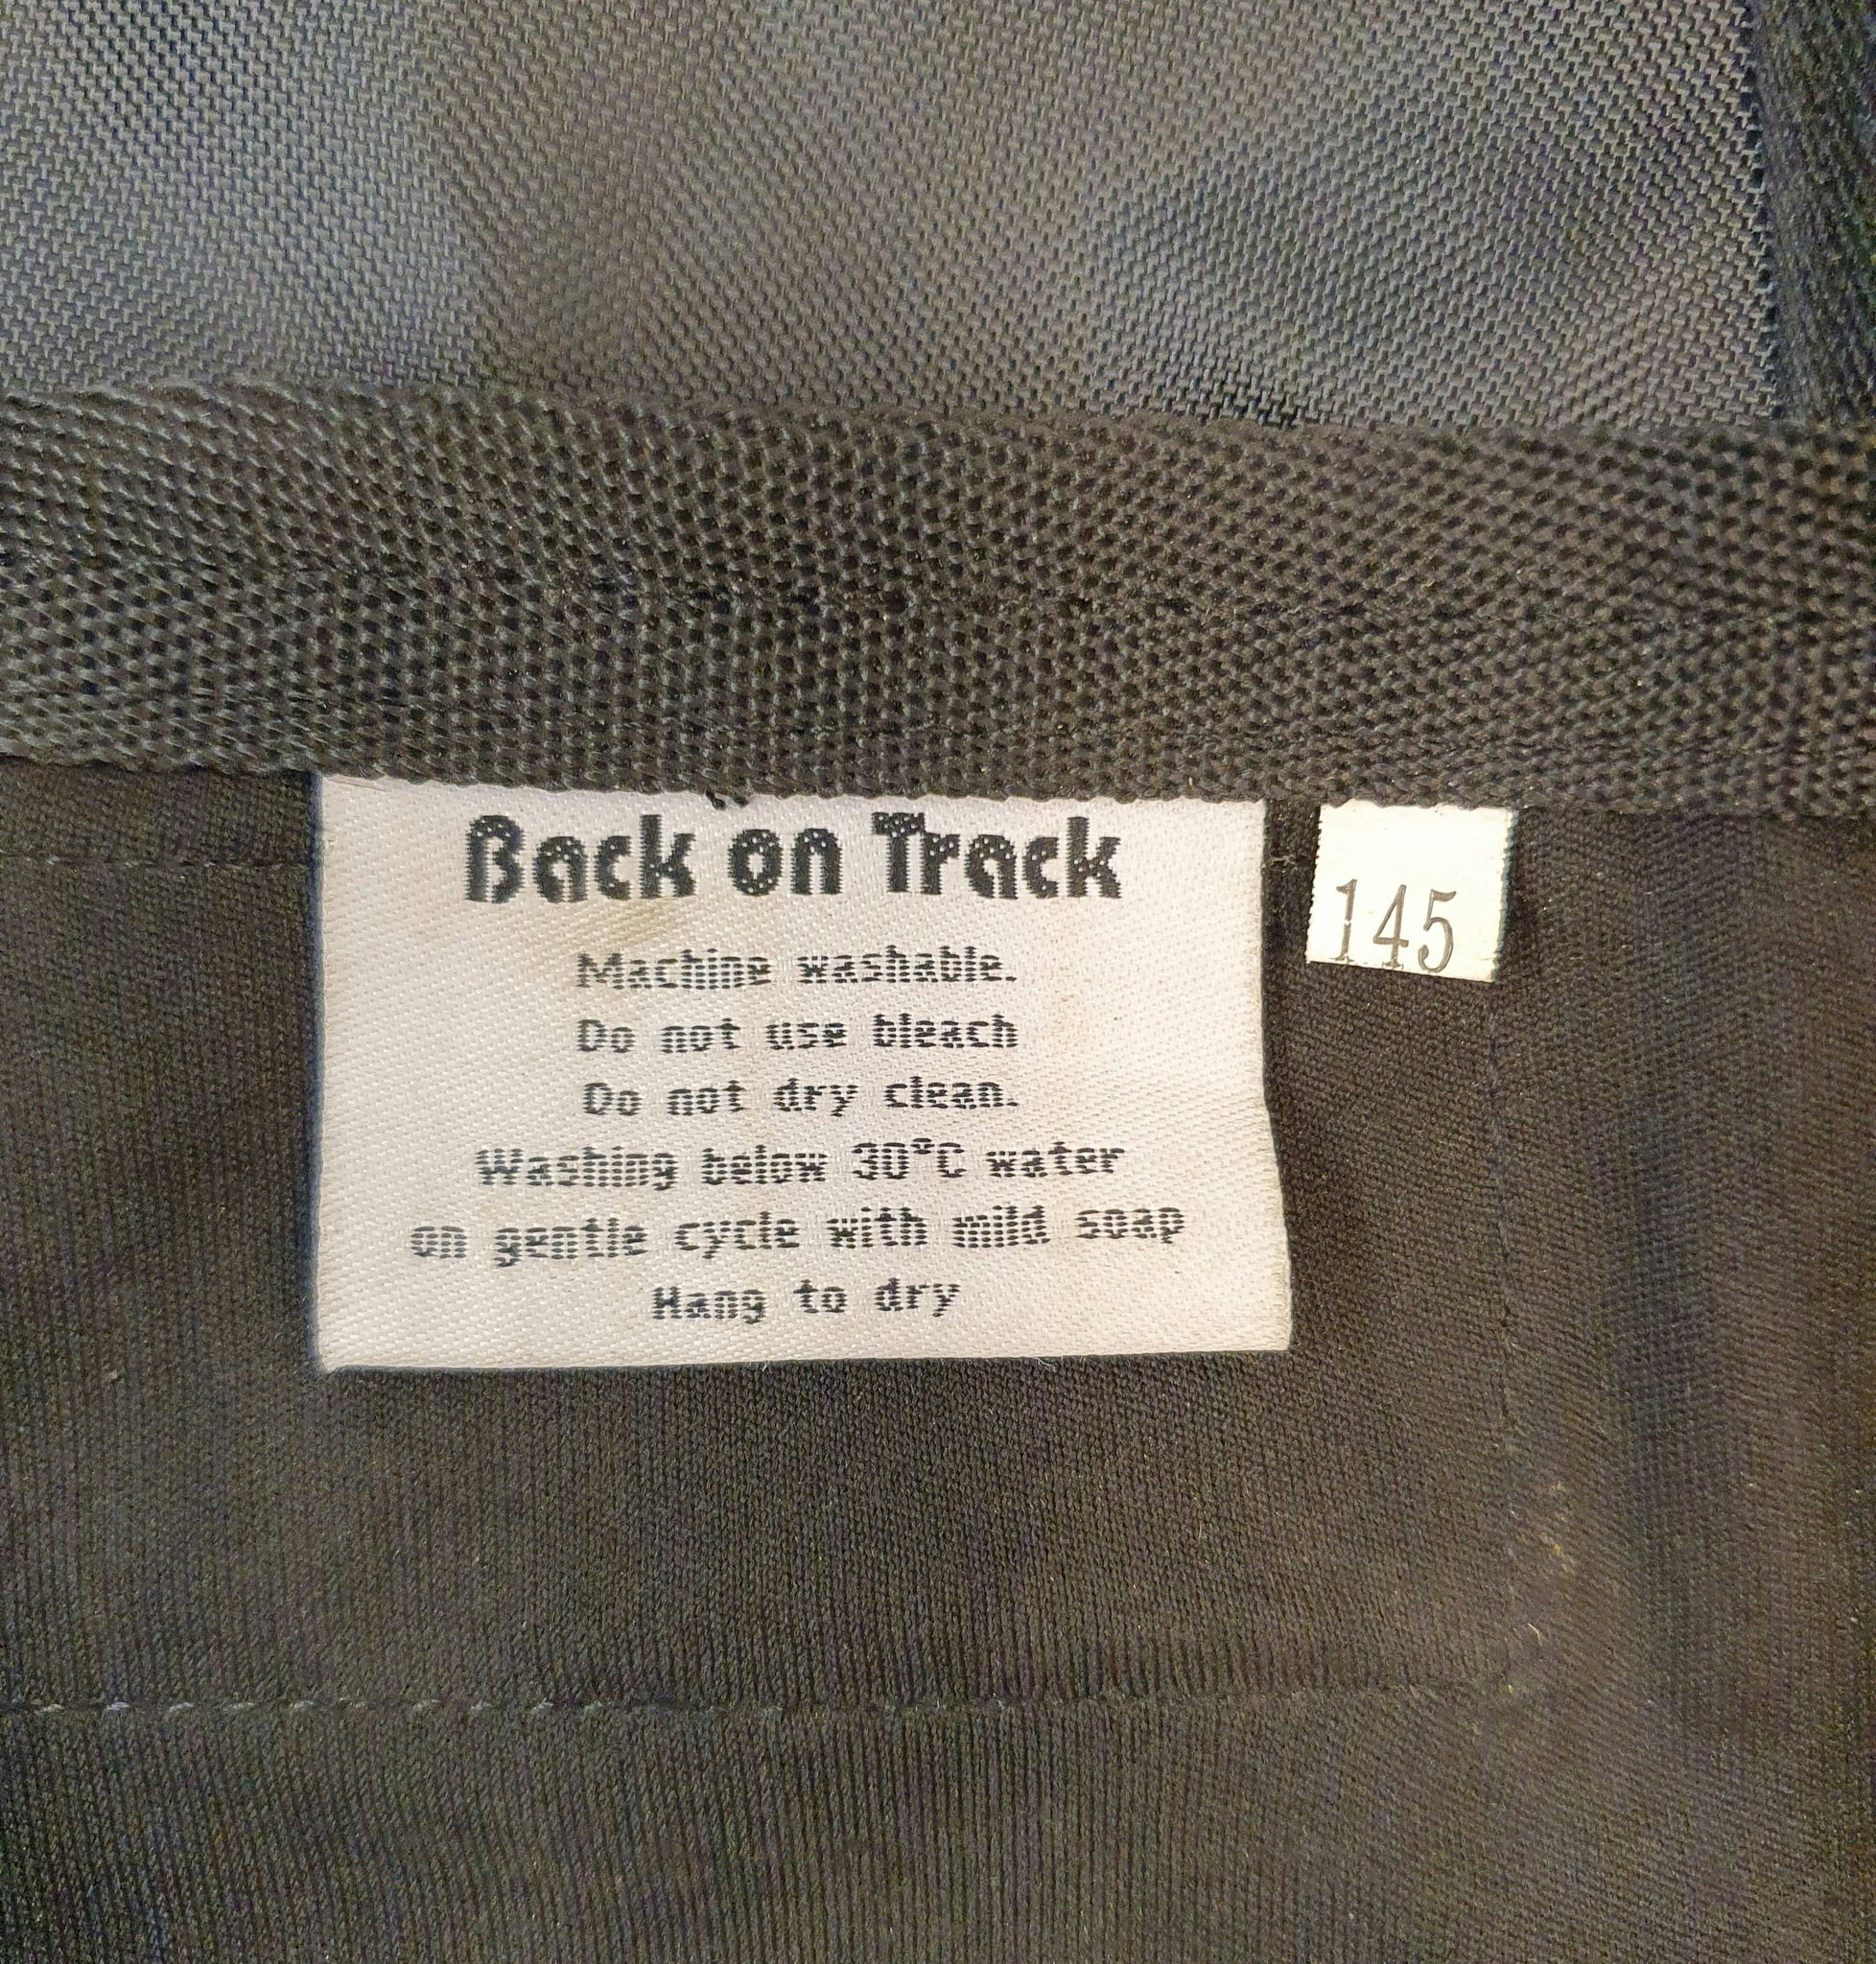 Back on Track
145
Machine washable.
Do not use bleach
Do not dry clean.
Washing below 30°C water
on gentle cycle with mild soap
Hang to dry